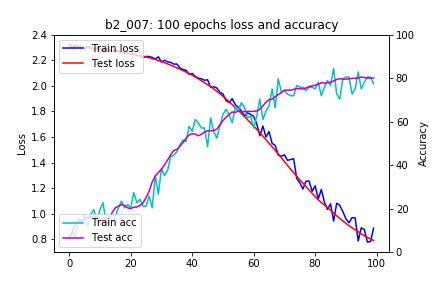 b2_007: 100 epochs loss and accuracy
2.4
2.2
2.0
1.8
1.6
1.4
1.2
1.0
0.8
Loss
100
80
60
40
20
0
Accuracy
Train loss
Test loss
Train acc
Test acc
0 20 40 60 80 100